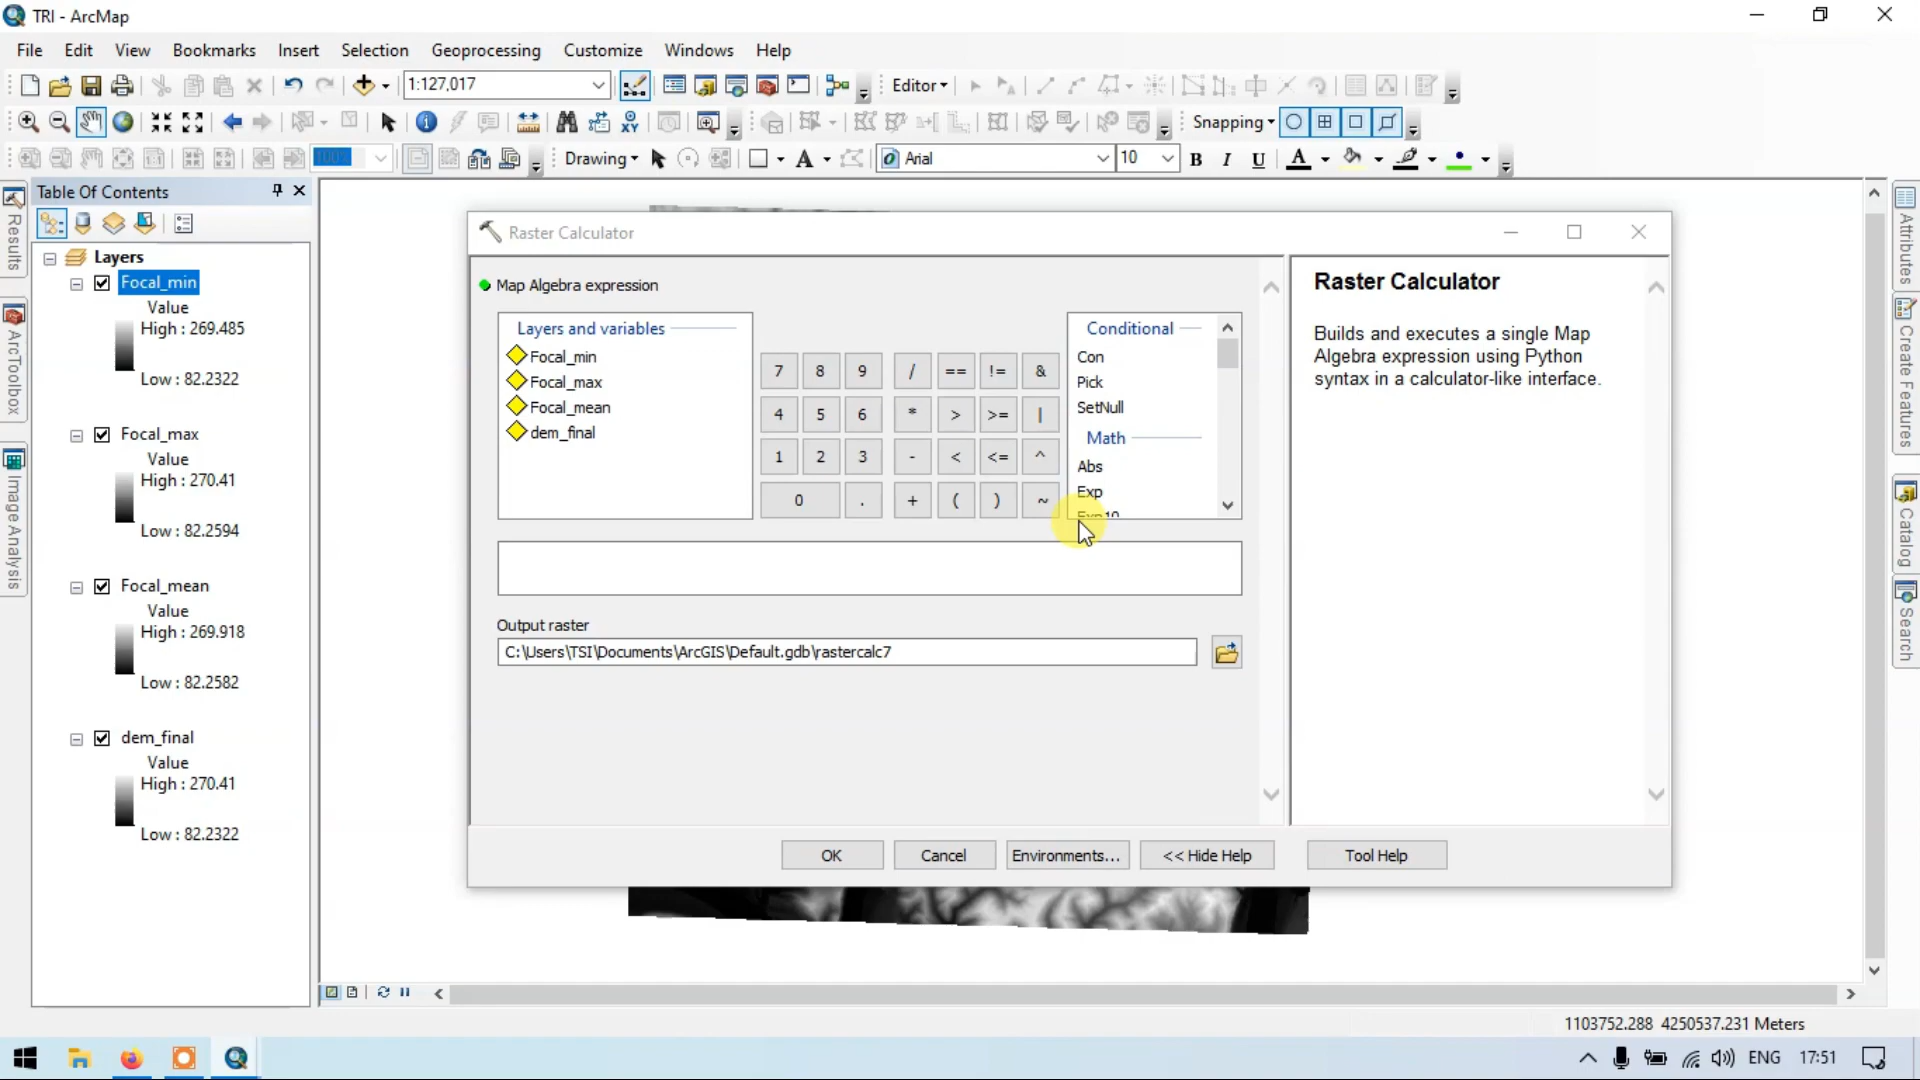 TRI - ArcMap
File Edit View Bookmarks Insert Selection Geoprocessing Customize Windows Help
1:127,017
Editor
Snapping
100%
Drawing
Arial
10
B I U A
Table Of Contents
Results
ArcToolbox
Image Analysis
Layers
Focal_min
Value
High : 269.485
Low : 82.2322
Focal_max
Value
High : 270.41
Low : 82.2594
Focal_mean
Value
High : 269.918
Low : 82.2582
dem_final
Value
High : 270.41
Low : 82.2322
Raster Calculator
Map Algebra expression
Layers and variables
Focal_min
Focal_max
Focal_mean
dem_final
7 8 9 / == != &
4 5 6 * > >= |
1 2 3 - < <= ^
0 . + ( ) ~
Conditional
Con
Pick
SetNull
Math
Abs
Exp
Exp10
Output raster
C:\Users\TSI\Documents\ArcGIS\Default.gdb\rastercalc7
OK
Cancel
Environments...
<< Hide Help
Tool Help
Raster Calculator
Builds and executes a single Map
Algebra expression using Python
syntax in a calculator-like interface.
Attributes
Create Features
Catalog
Search
1103752.288 4250537.231 Meters
ENG
17:51